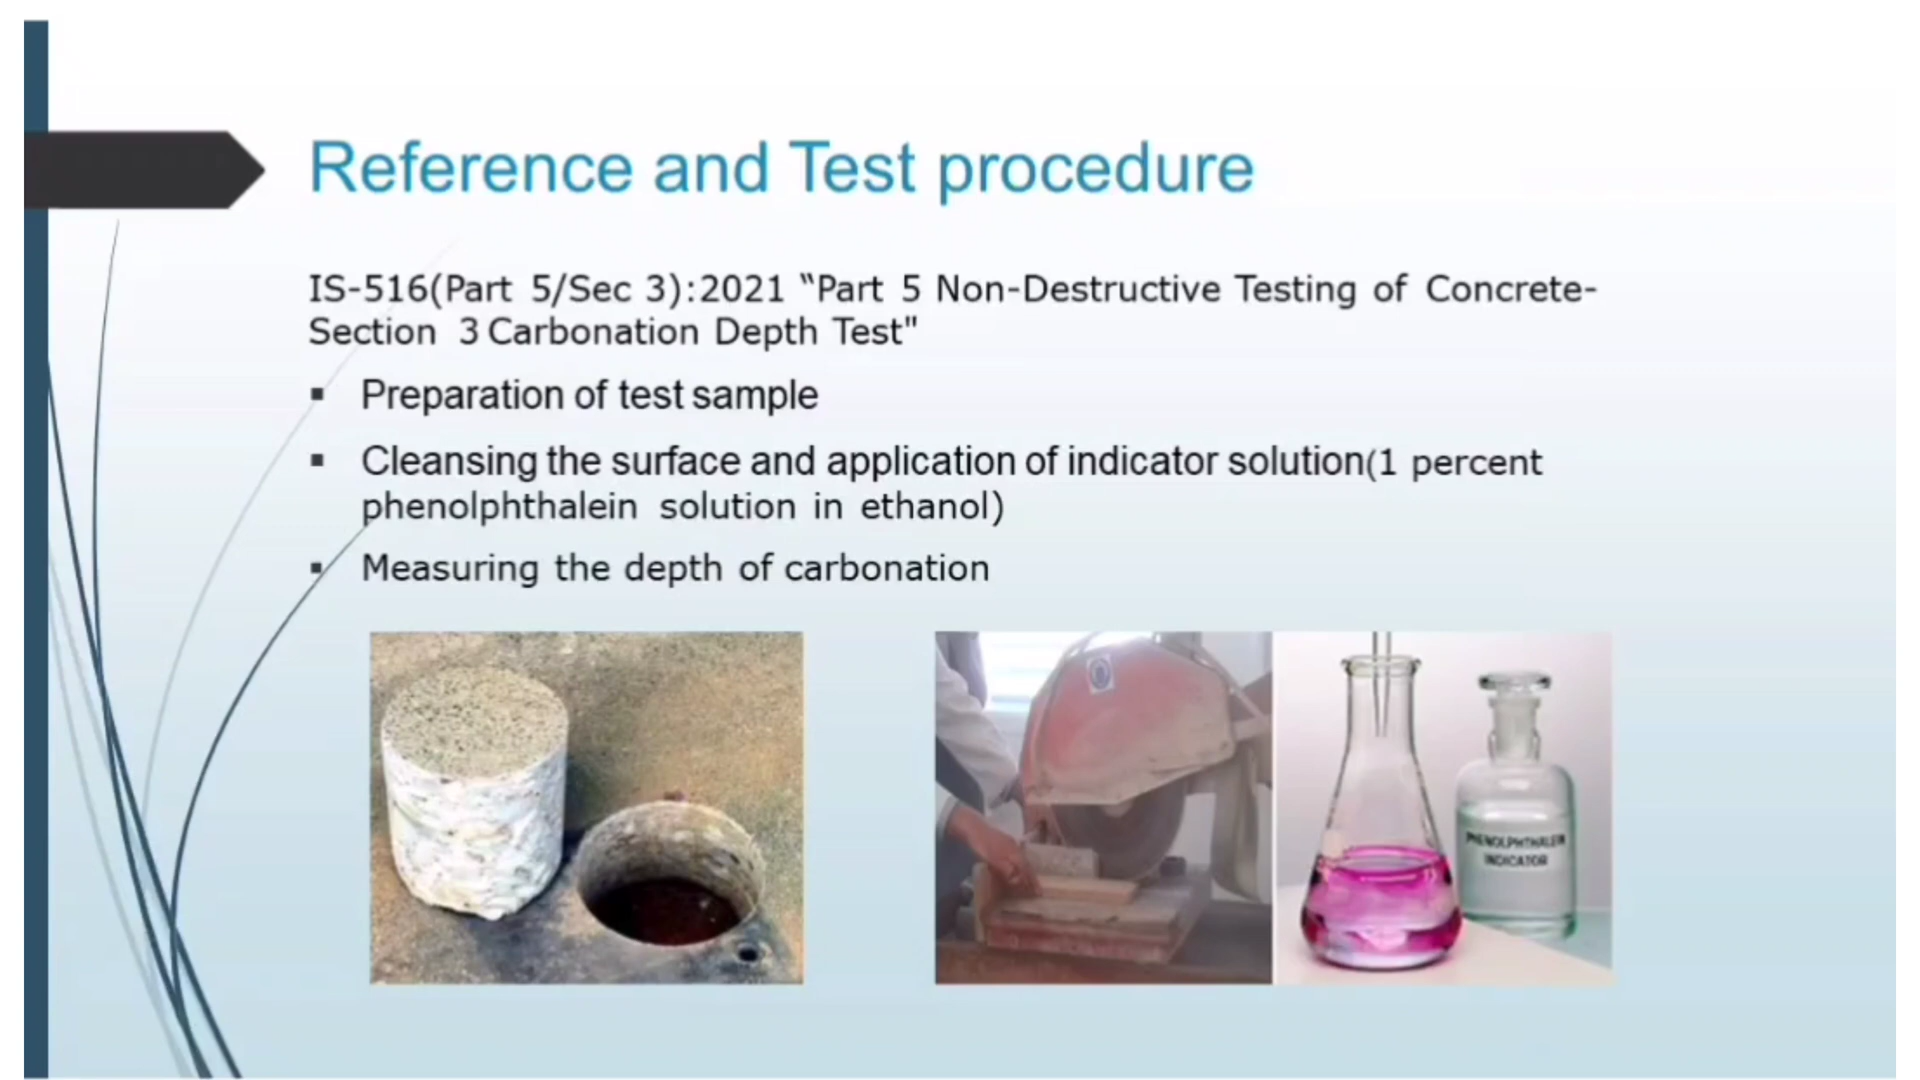 Reference and Test procedure
IS-516(Part 5/Sec 3):2021 “Part 5 Non-Destructive Testing of Concrete-
Section 3 Carbonation Depth Test"
▪ Preparation of test sample
▪ Cleansing the surface and application of indicator solution(1 percent
phenolphthalein solution in ethanol)
▪ Measuring the depth of carbonation
PHENOLPHTHALEIN
INDICATOR